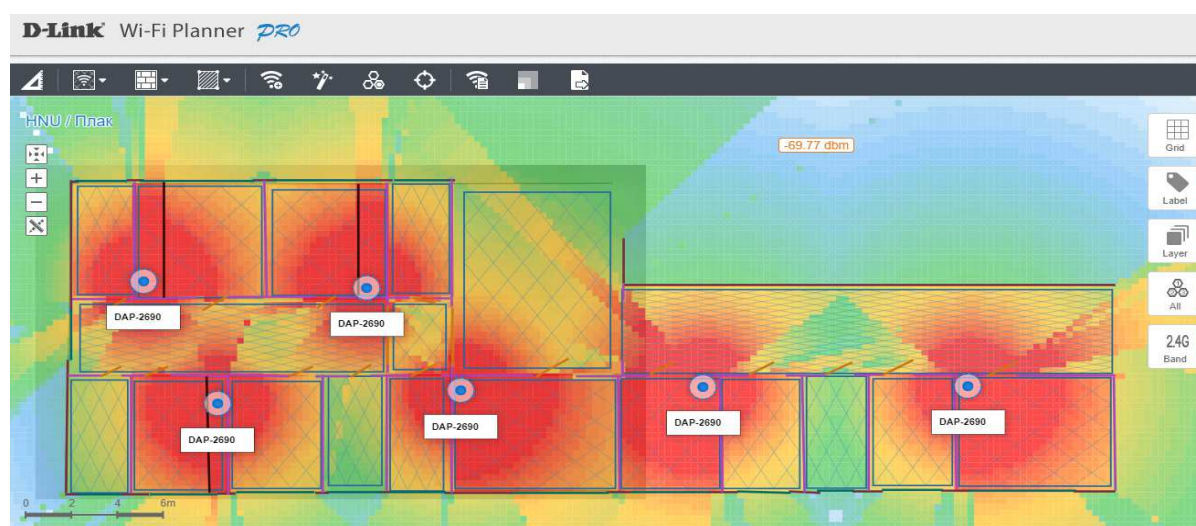 D-Link Wi-Fi Planner PRO
HNU / Плак
-69.77 dbm
Grid
Label
Layer
All
2.4G
Band
DAP-2690
DAP-2690
DAP-2690
DAP-2690
DAP-2690
DAP-2690
0 2 4 6m